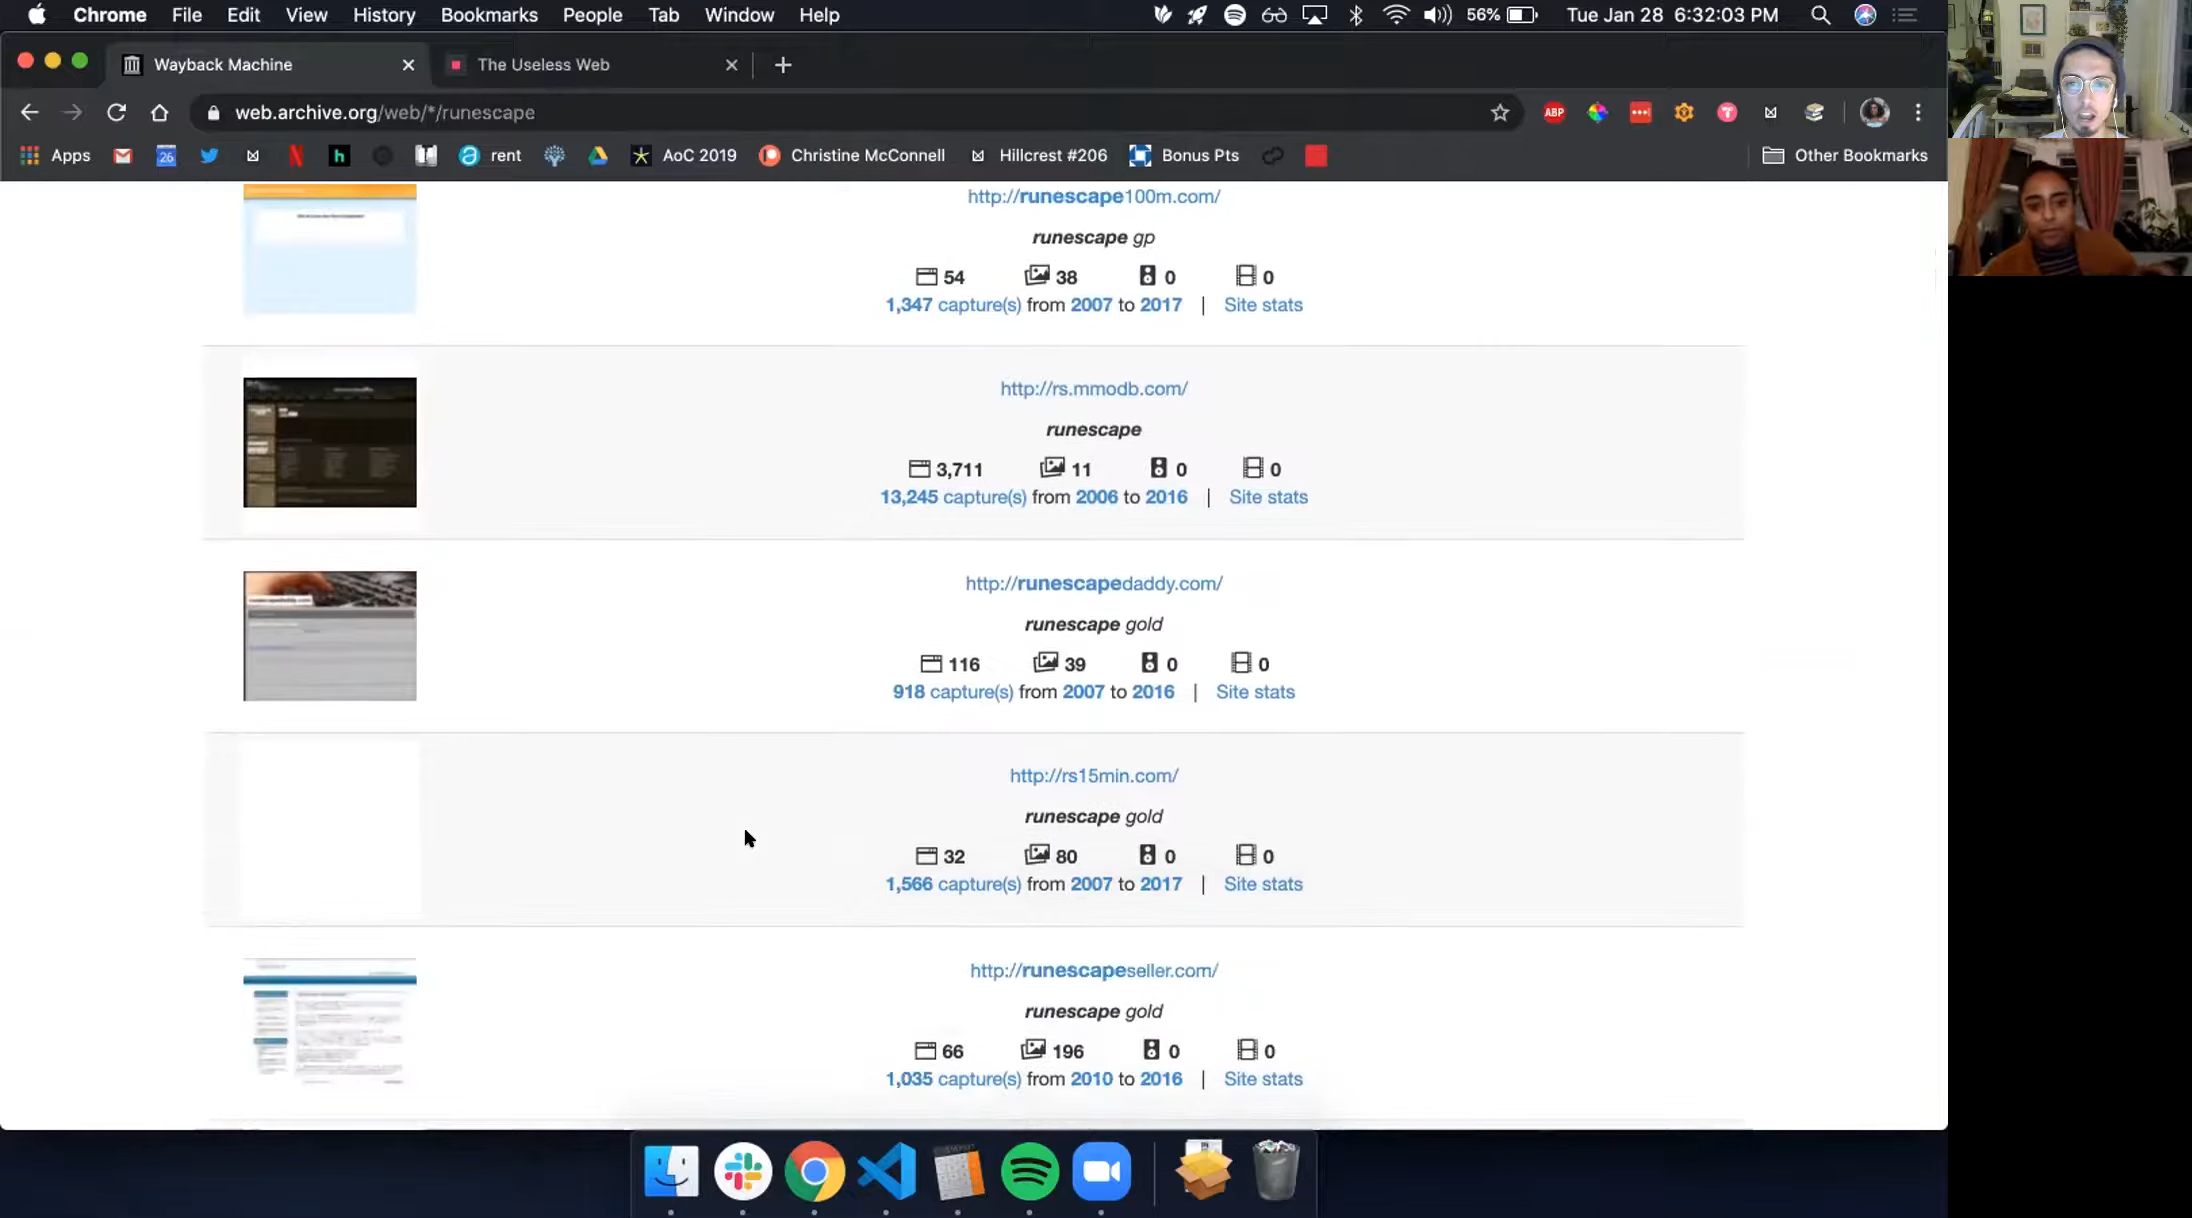 Chrome File Edit View History Bookmarks People Tab Window Help 56% Tue Jan 28 6:32:03 PM
Wayback Machine The Useless Web
web.archive.org/web/*/runescape ABP
Apps 26 N h rent AoC 2019 Christine McConnell Hillcrest #206 Bonus Pts Other Bookmarks
http://runescape100m.com/
runescape gp
54 38 0 0
1,347 capture(s) from 2007 to 2017 | Site stats
http://rs.mmodb.com/
runescape
3,711 11 0 0
13,245 capture(s) from 2006 to 2016 | Site stats
http://runescapedaddy.com/
runescape gold
116 39 0 0
918 capture(s) from 2007 to 2016 | Site stats
http://rs15min.com/
runescape gold
32 80 0 0
1,566 capture(s) from 2007 to 2017 | Site stats
http://runescapeseller.com/
runescape gold
66 196 0 0
1,035 capture(s) from 2010 to 2016 | Site stats